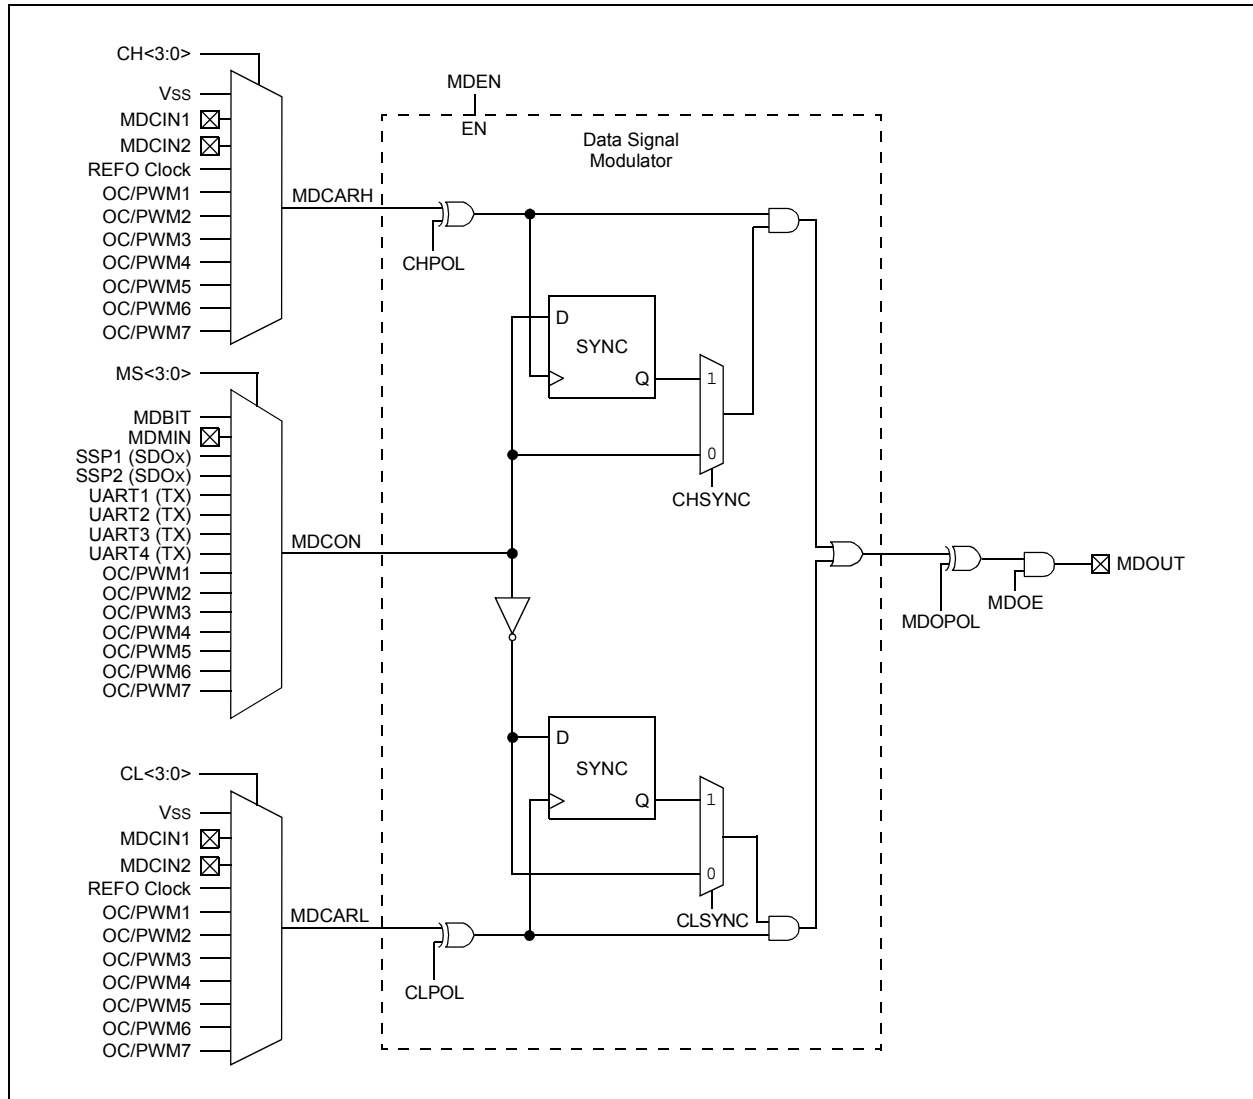 CH<3:0>
VSS
MDCIN1
MDCIN2
REFO Clock
OC/PWM1
OC/PWM2
OC/PWM3
OC/PWM4
OC/PWM5
OC/PWM6
OC/PWM7
MDCARH
MDEN
EN
Data Signal
Modulator
CHPOL
D
SYNC
Q
1
0
CHSYNC
MS<3:0>
MDBIT
MDMIN
SSP1 (SDOx)
SSP2 (SDOx)
UART1 (TX)
UART2 (TX)
UART3 (TX)
UART4 (TX)
OC/PWM1
OC/PWM2
OC/PWM3
OC/PWM4
OC/PWM5
OC/PWM6
OC/PWM7
MDCON
MDOPOL
MDOE
MDOUT
D
SYNC
Q
1
0
CLSYNC
CL<3:0>
VSS
MDCIN1
MDCIN2
REFO Clock
OC/PWM1
OC/PWM2
OC/PWM3
OC/PWM4
OC/PWM5
OC/PWM6
OC/PWM7
MDCARL
CLPOL